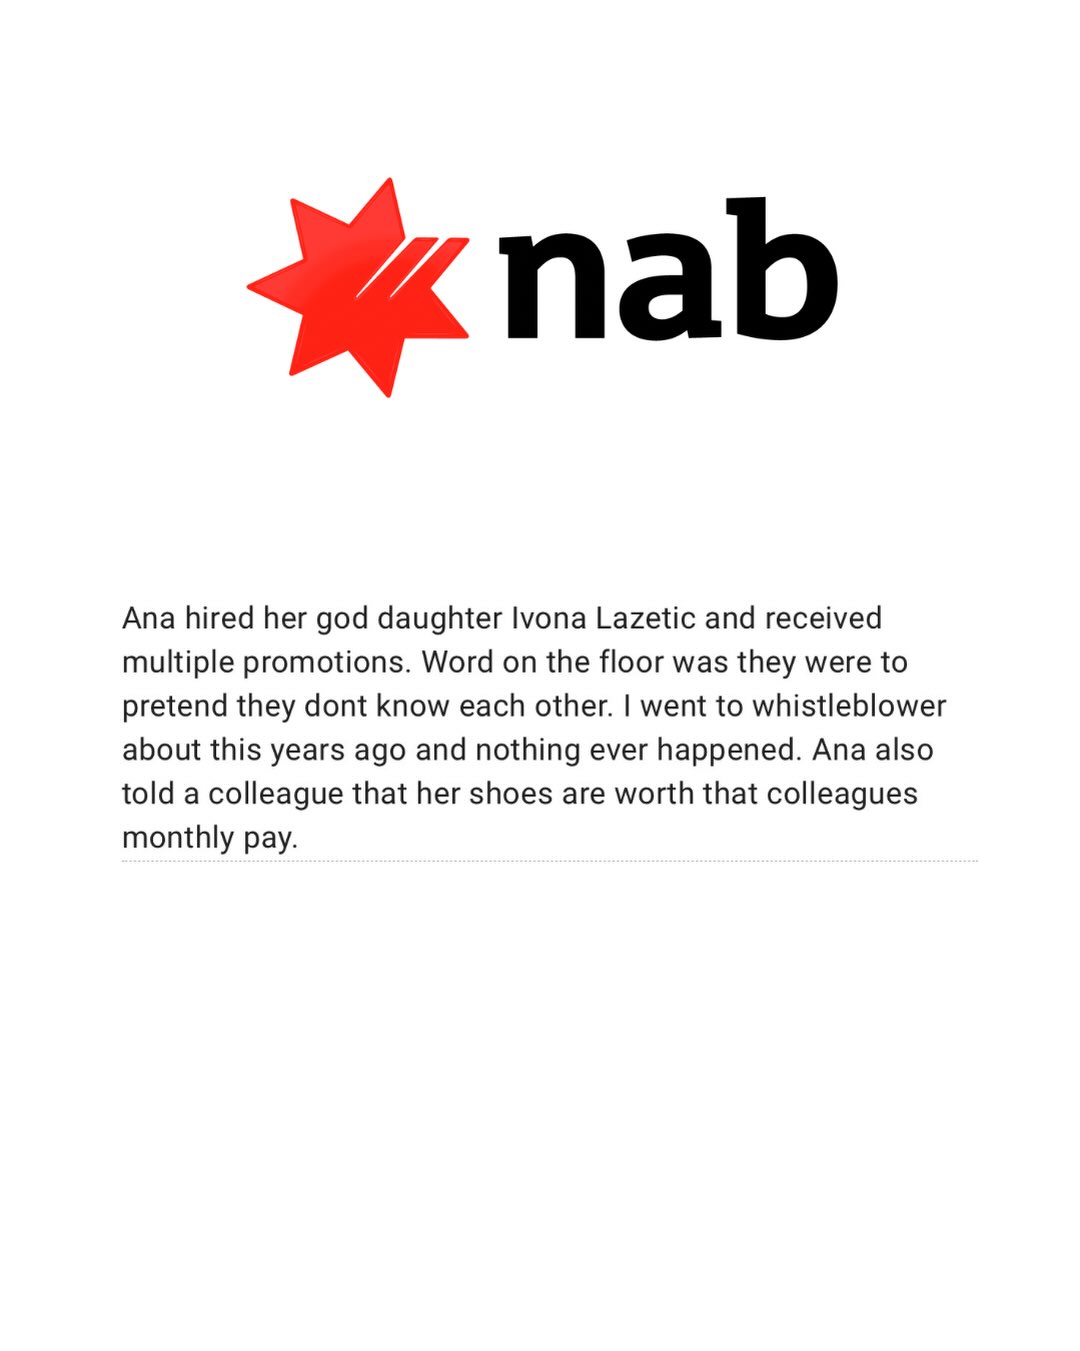 nab
Ana hired her god daughter Ivona Lazetic and received
multiple promotions. Word on the floor was they were to
pretend they dont know each other. I went to whistleblower
about this years ago and nothing ever happened. Ana also
told a colleague that her shoes are worth that colleagues
monthly pay.